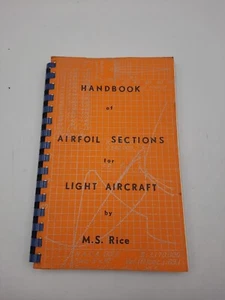 HANDBOOK
of
AIRFOIL SECTIONS
for
LIGHT AIRCRAFT
by
M.S. Rice